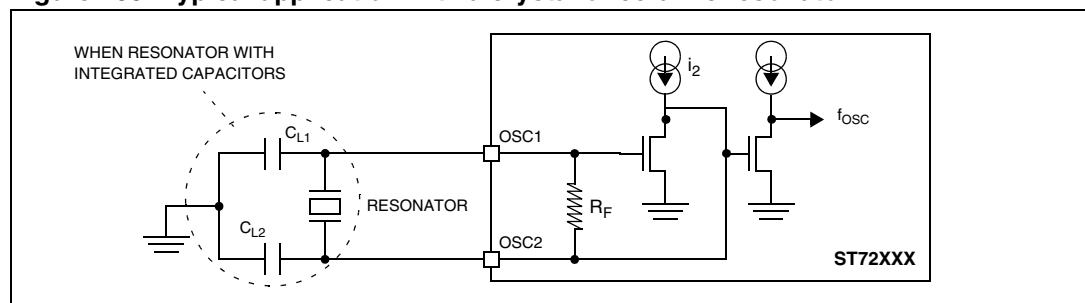 WHEN RESONATOR WITH
INTEGRATED CAPACITORS
CL1
OSC1
i2
fOSC
RESONATOR
RF
CL2
OSC2
ST72XXX